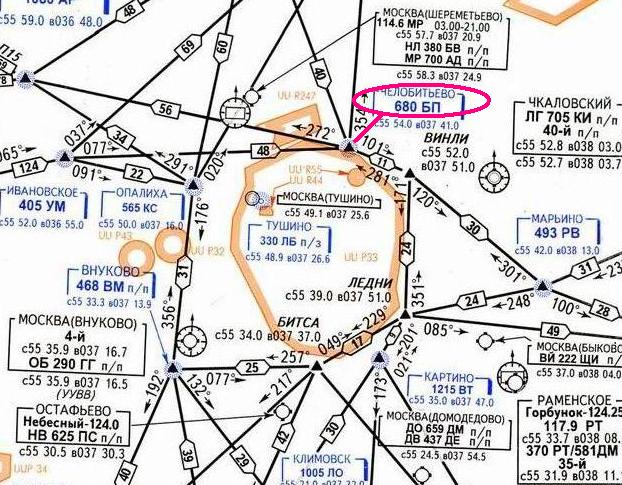 1080 АР
с55 59.0 в036 48.0
МОСКВА(ШЕРЕМЕТЬЕВО)
114.6 МР 03.00-21.00
с55 57.7 в037 20.9
НЛ 380 БВ п/п
МР 700 АД п/п
с55 58.3 в037 24.9
П15
69
60
40
UU R247
ЧЕЛОБИТЬЕВО
680 БП
с55 54.0 в037 41.0
354°
ЧКАЛОВСКИЙ
ЛГ 705 КИ п/п
40-й п/п
с55 52.8 в038 03.0
с55 52.7 в038 03.7
56
272°
34
037°
077°
48
101°
11
ВИНЛИ
с55 52.0
в037 51.0
065°
124
091°
22
291°
020°
281°
171°
120°
UU R55
UU R44
ИВАНОВСКОЕ
405 УМ
с55 52.0 в036 55.0
ОПАЛИХА
565 КС
с55 50.0 в037 16.0
176°
МОСКВА(ТУШИНО)
с55 49.1 в037 25.6
ТУШИНО
330 ЛБ п/з
с55 48.9 в037 26.6
30
МАРЬИНО
493 РВ
с55 42.0 в038 13.0
UU P43
UU P32
UU P33
24
31
301°
31
ВНУКОВО
468 ВМ п/п
с55 33.3 в037 13.9
ЛЕДНИ
с55 39.0 в037 51.0
351°
24
248°
100°
28
356°
БИТСА
с55 34.0 в037 37.0
049°
17
229°
085°
49
МОСКВА(ВНУКОВО)
4-й
с55 35.9 в037 16.7
ОБ 290 ГГ п/п
с55 35.9 в037 16.5
(УУВВ)
257°
25
077°
201°
021°
МОСКВА(БЫКОВО
ВЙ 222 ЩИ п/п
с55 37.0 в038 04.0
192°
132°
217°
173°
КАРТИНО
1215 ВТ
с55 35.0 в037 47.0
ОСТАФЬЕВО
Небесный-124.0
НВ 625 ПС п/п
с55 30.5 в037 30.3
МОСКВА(ДОМОДЕДОВО)
ДО 659 ДМ п/п
ДВ 437 ДЕ п/п
с55 24.5 в037 54.5
РАМЕНСКОЕ
Горбунок-124.25
117.9 РТ
с55 33.7 в038 08.
370 РТ/581ДМ
35-й
с55 31.9 в038 11.
42
30
КЛИМОВСК
1005 ЛО
с55 21.0 в037 32.0
UUP 34
40
39
29